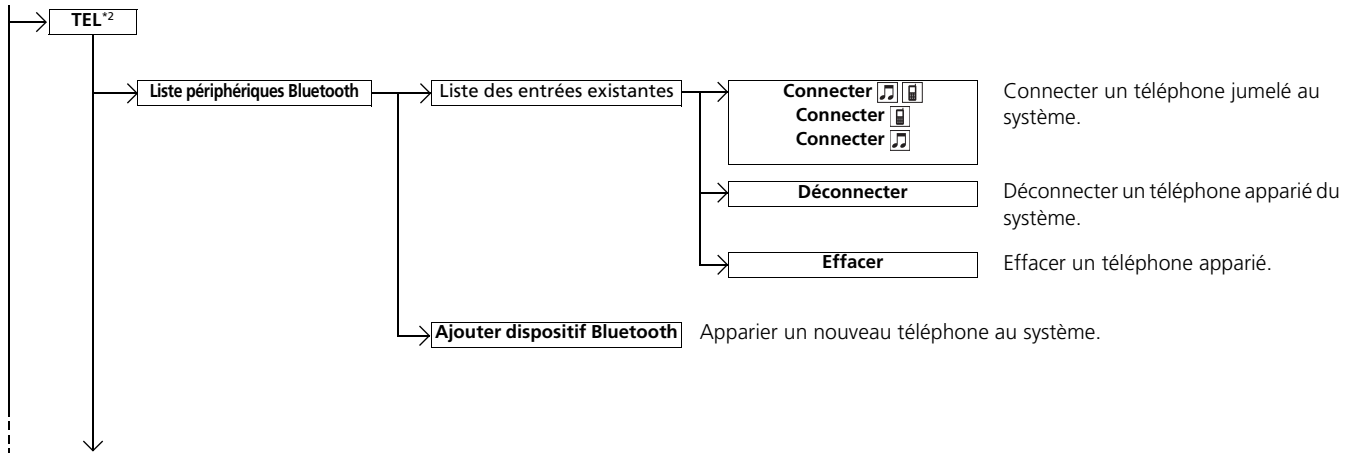 TEL*2
Liste périphériques Bluetooth
Liste des entrées existantes
Connecter
Connecter
Connecter
Connecter un téléphone jumelé au
système.
Déconnecter
Déconnecter un téléphone apparié du
système.
Effacer
Effacer un téléphone apparié.
Ajouter dispositif Bluetooth
Apparier un nouveau téléphone au système.